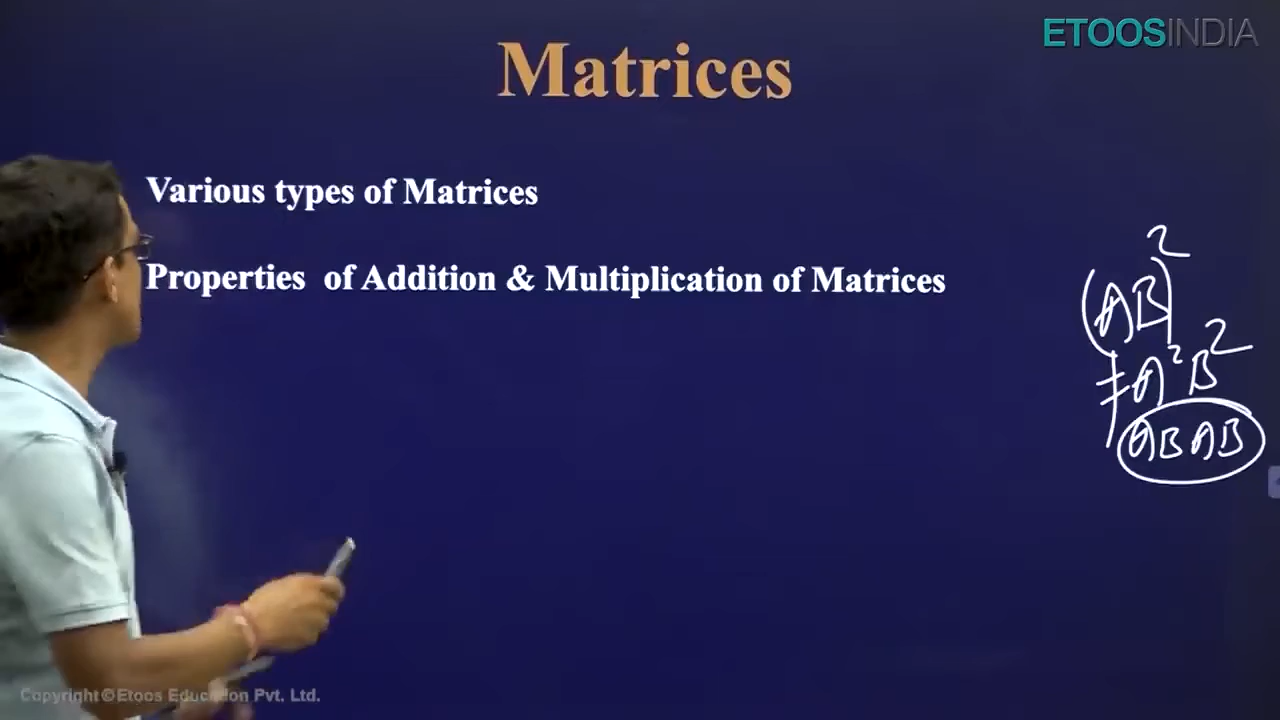 ETOOSINDIA
Matrices
Various types of Matrices
Properties of Addition & Multiplication of Matrices
(AB)²
≠ A²B²
ABAB
Copyright © Etoos Education Pvt. Ltd.